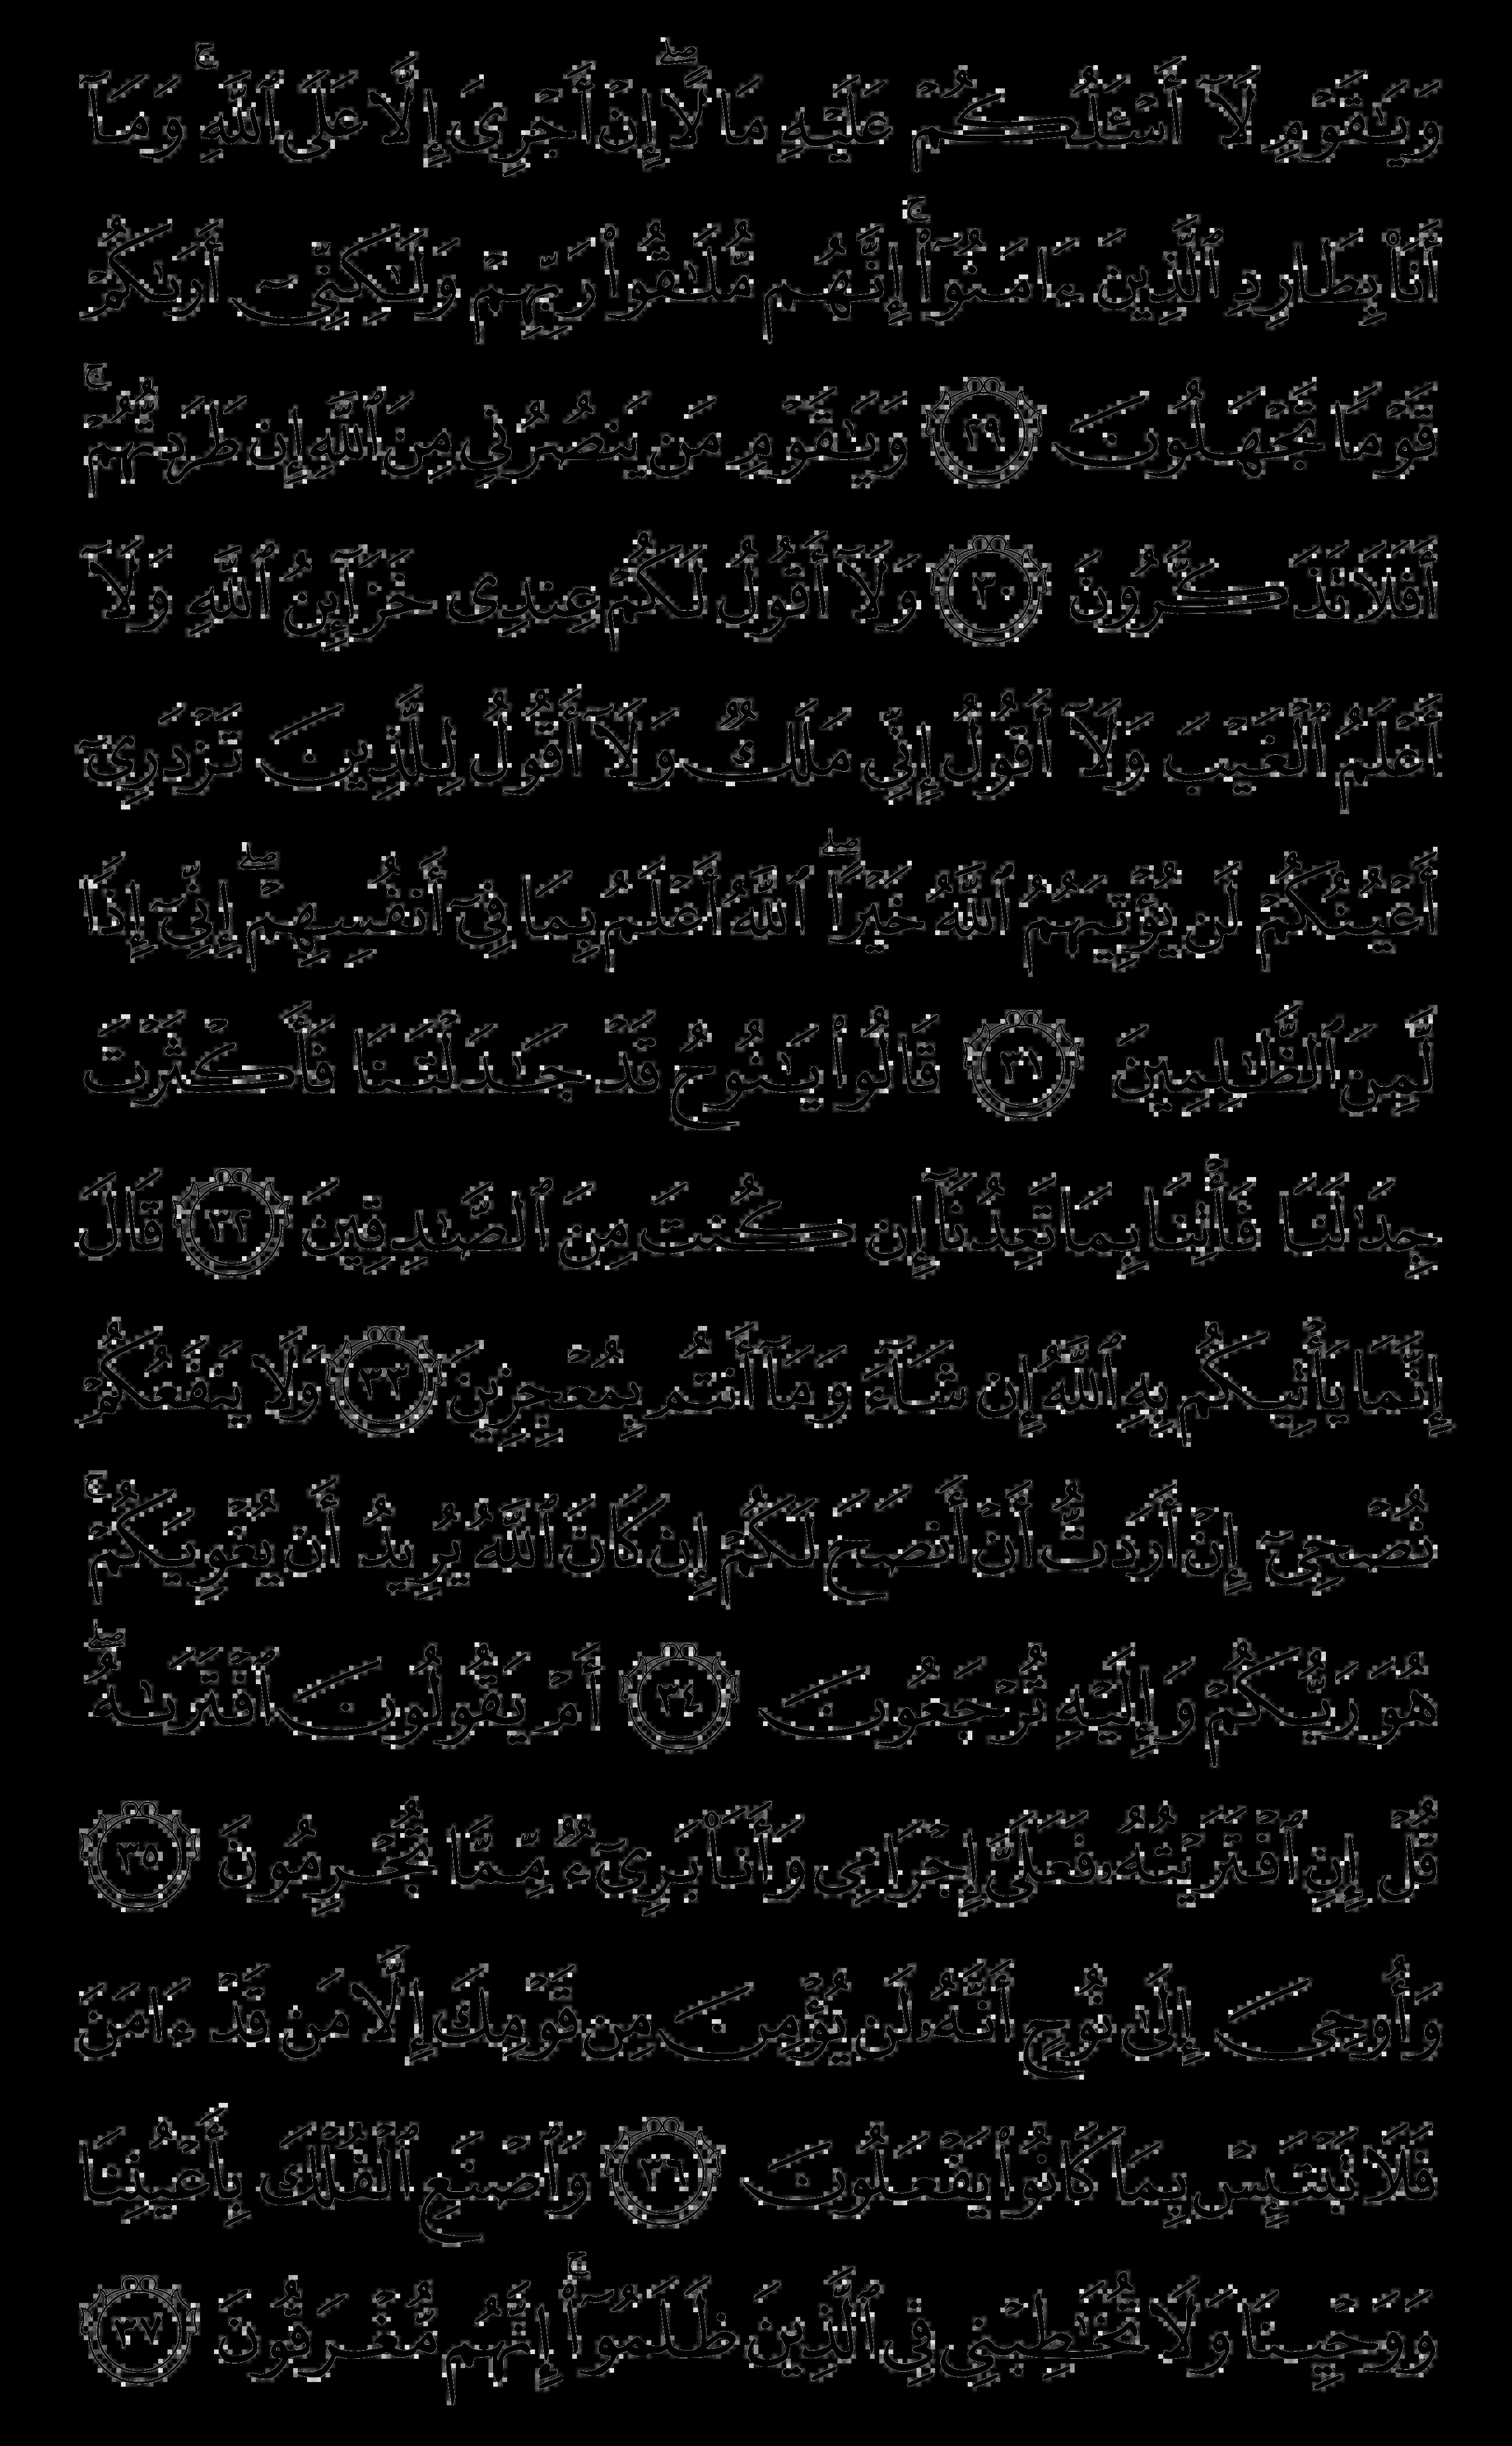 وَيَٰقَوْمِ لَآ أَسْـَٔلُكُمْ عَلَيْهِ مَالًا ۖ إِنْ أَجْرِىَ إِلَّا عَلَى ٱللَّهِ ۚ وَمَآ
أَنَا۠ بِطَارِدِ ٱلَّذِينَ ءَامَنُوٓا۟ ۚ إِنَّهُم مُّلَٰقُوا۟ رَبِّهِمْ وَلَٰكِنِّىٓ أَرَىٰكُمْ
قَوْمًا تَجْهَلُونَ ٢٩ وَيَٰقَوْمِ مَن يَنصُرُنِى مِنَ ٱللَّهِ إِن طَرَدتُّهُمْ ۚ
أَفَلَا تَذَكَّرُونَ ٣٠ وَلَآ أَقُولُ لَكُمْ عِندِى خَزَآئِنُ ٱللَّهِ وَلَآ
أَعْلَمُ ٱلْغَيْبَ وَلَآ أَقُولُ إِنِّى مَلَكٌ وَلَآ أَقُولُ لِلَّذِينَ تَزْدَرِىٓ
أَعْيُنُكُمْ لَن يُؤْتِيَهُمُ ٱللَّهُ خَيْرًا ۖ ٱللَّهُ أَعْلَمُ بِمَا فِىٓ أَنفُسِهِمْ ۖ إِنِّىٓ إِذًا
لَّمِنَ ٱلظَّٰلِمِينَ ٣١ قَالُوا۟ يَٰنُوحُ قَدْ جَٰدَلْتَنَا فَأَكْثَرْتَ
جِدَٰلَنَا فَأْتِنَا بِمَا تَعِدُنَآ إِن كُنتَ مِنَ ٱلصَّٰدِقِينَ ٣٢ قَالَ
إِنَّمَا يَأْتِيكُم بِهِ ٱللَّهُ إِن شَآءَ وَمَآ أَنتُم بِمُعْجِزِينَ ٣٣ وَلَا يَنفَعُكُمْ
نُصْحِىٓ إِنْ أَرَدتُّ أَنْ أَنصَحَ لَكُمْ إِن كَانَ ٱللَّهُ يُرِيدُ أَن يُغْوِيَكُمْ ۚ
هُوَ رَبُّكُمْ وَإِلَيْهِ تُرْجَعُونَ ٣٤ أَمْ يَقُولُونَ ٱفْتَرَىٰهُ ۖ
قُلْ إِنِ ٱفْتَرَيْتُهُۥ فَعَلَىَّ إِجْرَامِى وَأَنَا۠ بَرِىٓءٌ مِّمَّا تُجْرِمُونَ ٣٥
وَأُوحِىَ إِلَىٰ نُوحٍ أَنَّهُۥ لَن يُؤْمِنَ مِن قَوْمِكَ إِلَّا مَن قَدْ ءَامَنَ
فَلَا تَبْتَئِسْ بِمَا كَانُوا۟ يَفْعَلُونَ ٣٦ وَٱصْنَعِ ٱلْفُلْكَ بِأَعْيُنِنَا
وَوَحْيِنَا وَلَا تُخَٰطِبْنِى فِى ٱلَّذِينَ ظَلَمُوٓا۟ ۚ إِنَّهُم مُّغْرَقُونَ ٣٧